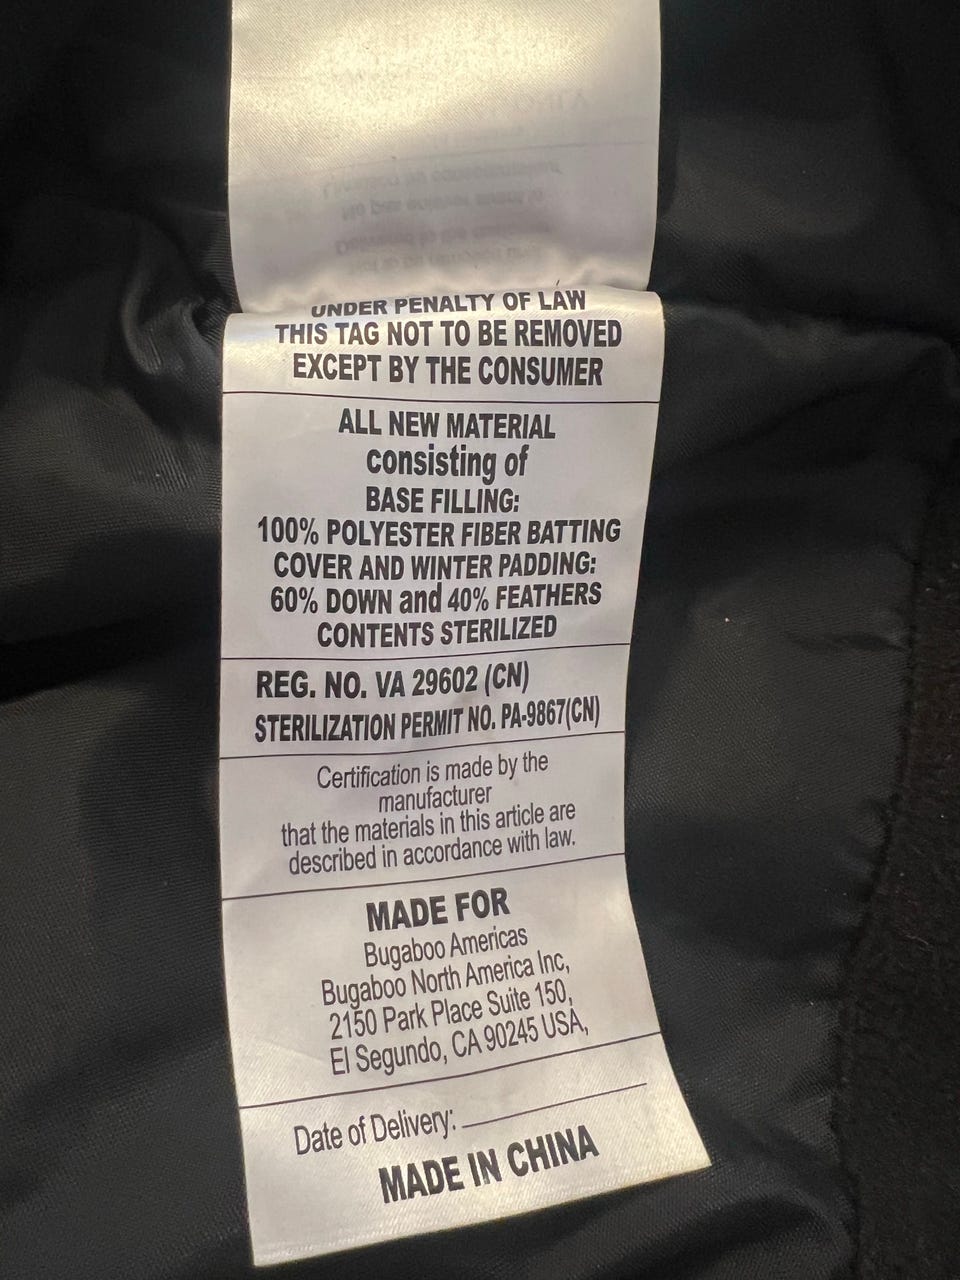 UNDER PENALTY OF LAW
THIS TAG NOT TO BE REMOVED
EXCEPT BY THE CONSUMER
ALL NEW MATERIAL
consisting of
BASE FILLING:
100% POLYESTER FIBER BATTING
COVER AND WINTER PADDING:
60% DOWN and 40% FEATHERS
CONTENTS STERILIZED
REG. NO. VA 29602 (CN)
STERILIZATION PERMIT NO. PA-9867(CN)
Certification is made by the
manufacturer
that the materials in this article are
described in accordance with law.
MADE FOR
Bugaboo Americas
Bugaboo North America Inc,
2150 Park Place Suite 150,
El Segundo, CA 90245 USA,
Date of Delivery:
MADE IN CHINA